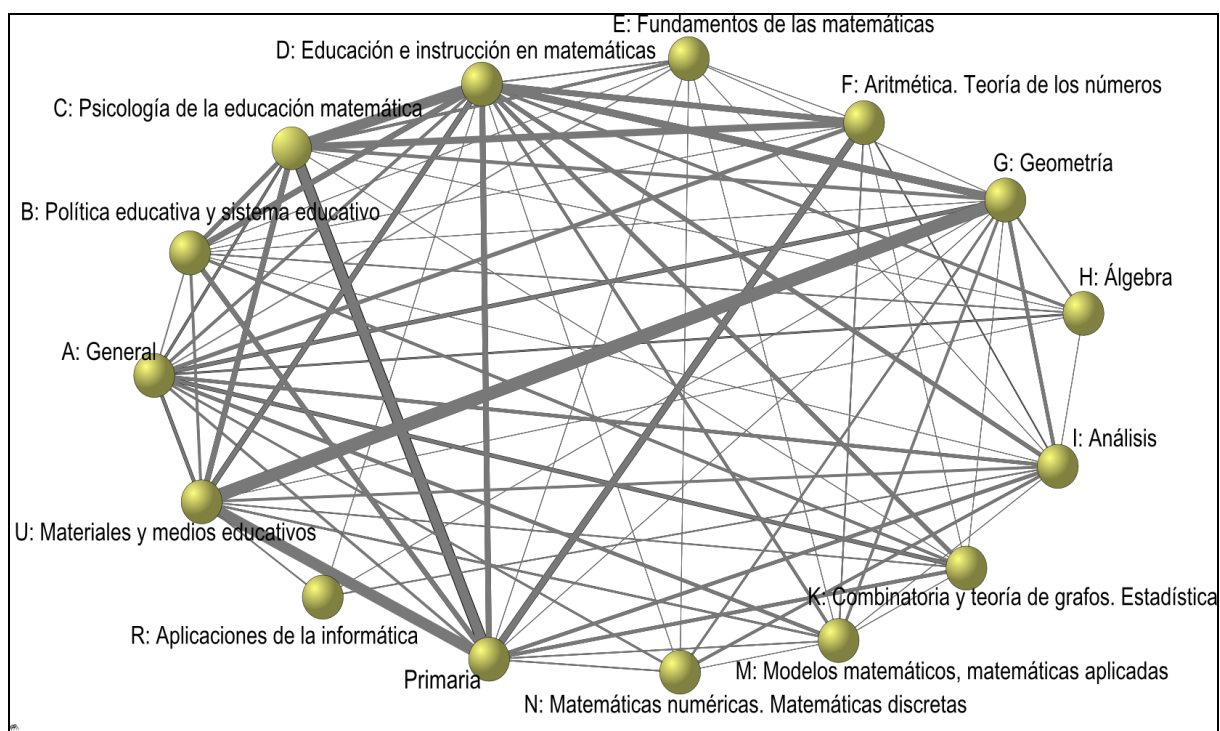 E: Fundamentos de las matemáticas
D: Educación e instrucción en matemáticas
F: Aritmética. Teoría de los números
C: Psicología de la educación matemática
G: Geometría
B: Política educativa y sistema educativo
H: Álgebra
A: General
I: Análisis
U: Materiales y medios educativos
K: Combinatoria y teoría de grafos. Estadística
R: Aplicaciones de la informática
M: Modelos matemáticos, matemáticas aplicadas
Primaria
N: Matemáticas numéricas. Matemáticas discretas